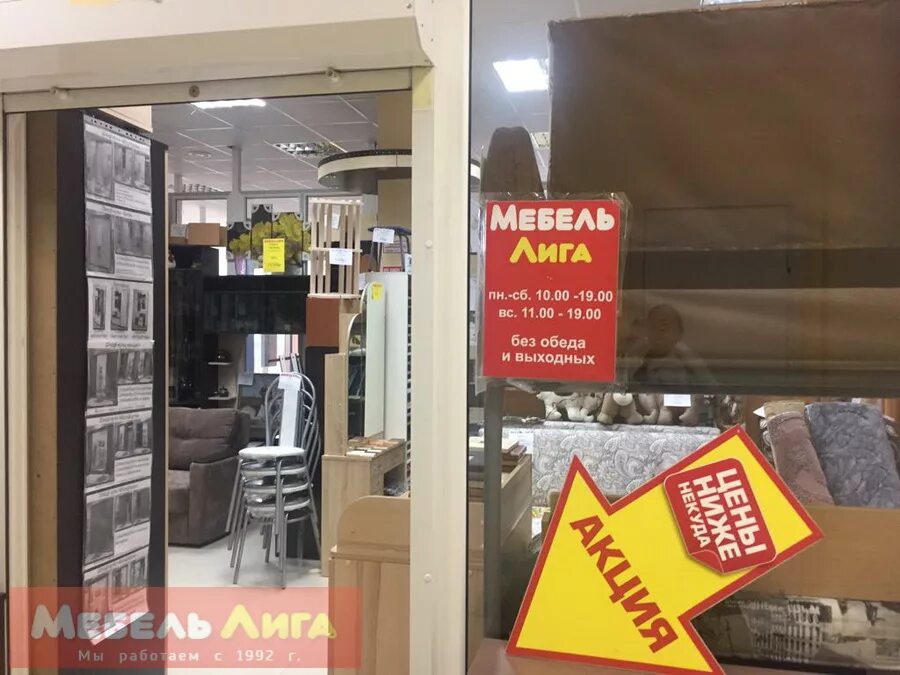 МЕБЕЛЬ
ЛИГА
пн.-сб. 10.00 -19.00
вс. 11.00 - 19.00
без обеда
и выходных
ЦЕНЫ
НИЖЕ
НЕКУДА
АКЦИЯ
МЕБЕЛЬ ЛИГА
Мы работаем с 1992 г.